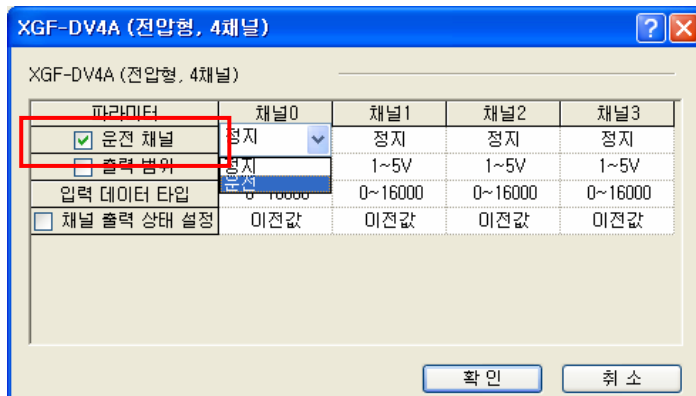 XGF-DV4A (전압형, 4채널)
XGF-DV4A (전압형, 4채널)
파라미터 채널0 채널1 채널2 채널3
운전 채널 정지 정지 정지 정지
출력 범위 정지 1~5V 1~5V 1~5V
운전
입력 데이터 타입 0~16000 0~16000 0~16000 0~16000
채널 출력 상태 설정 이전값 이전값 이전값 이전값
확인 취소